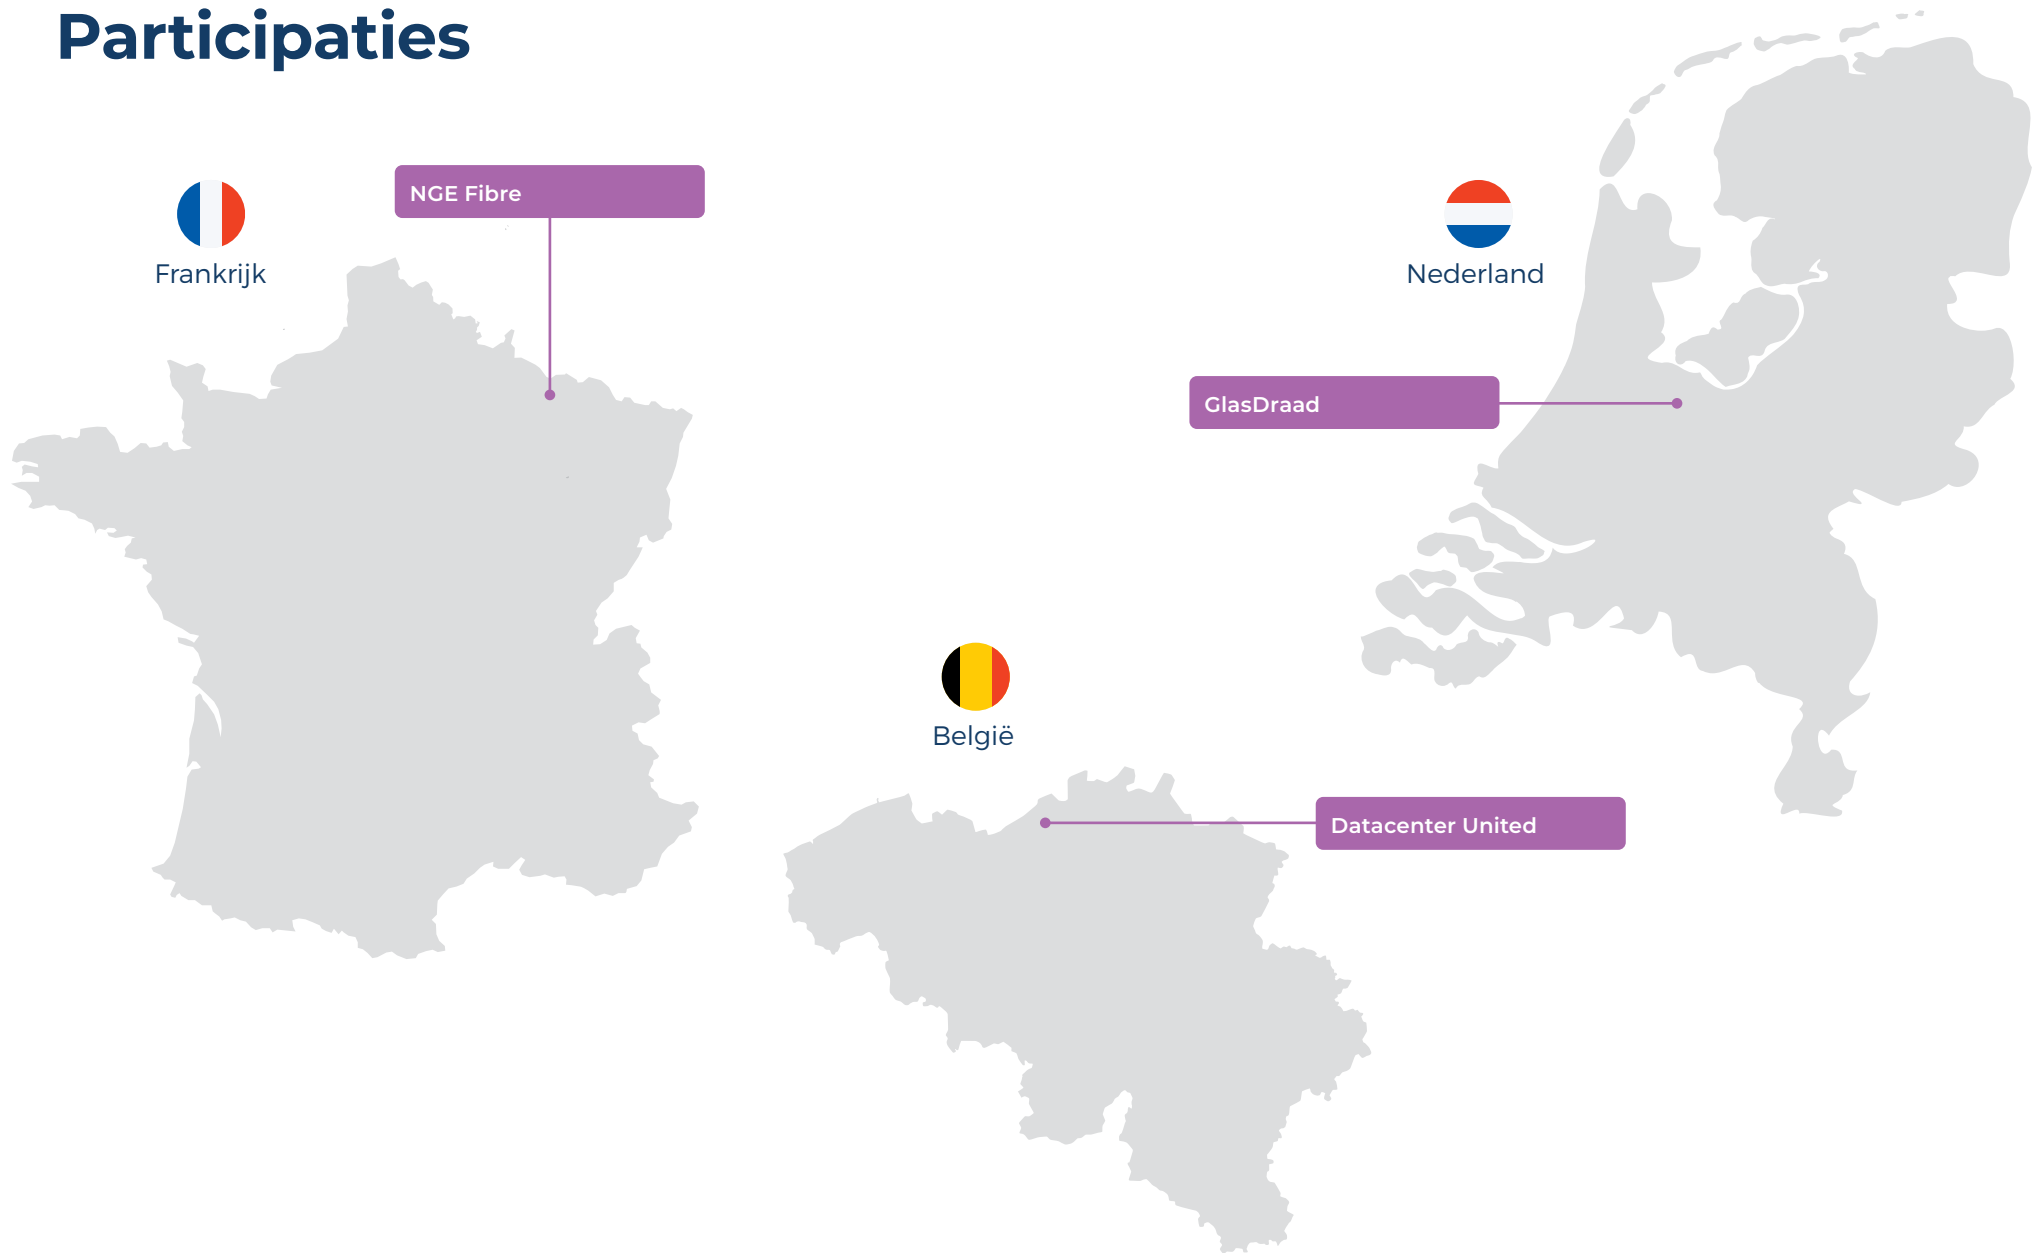 Participaties
NGE Fibre
Frankrijk
Nederland
GlasDraad
België
Datacenter United